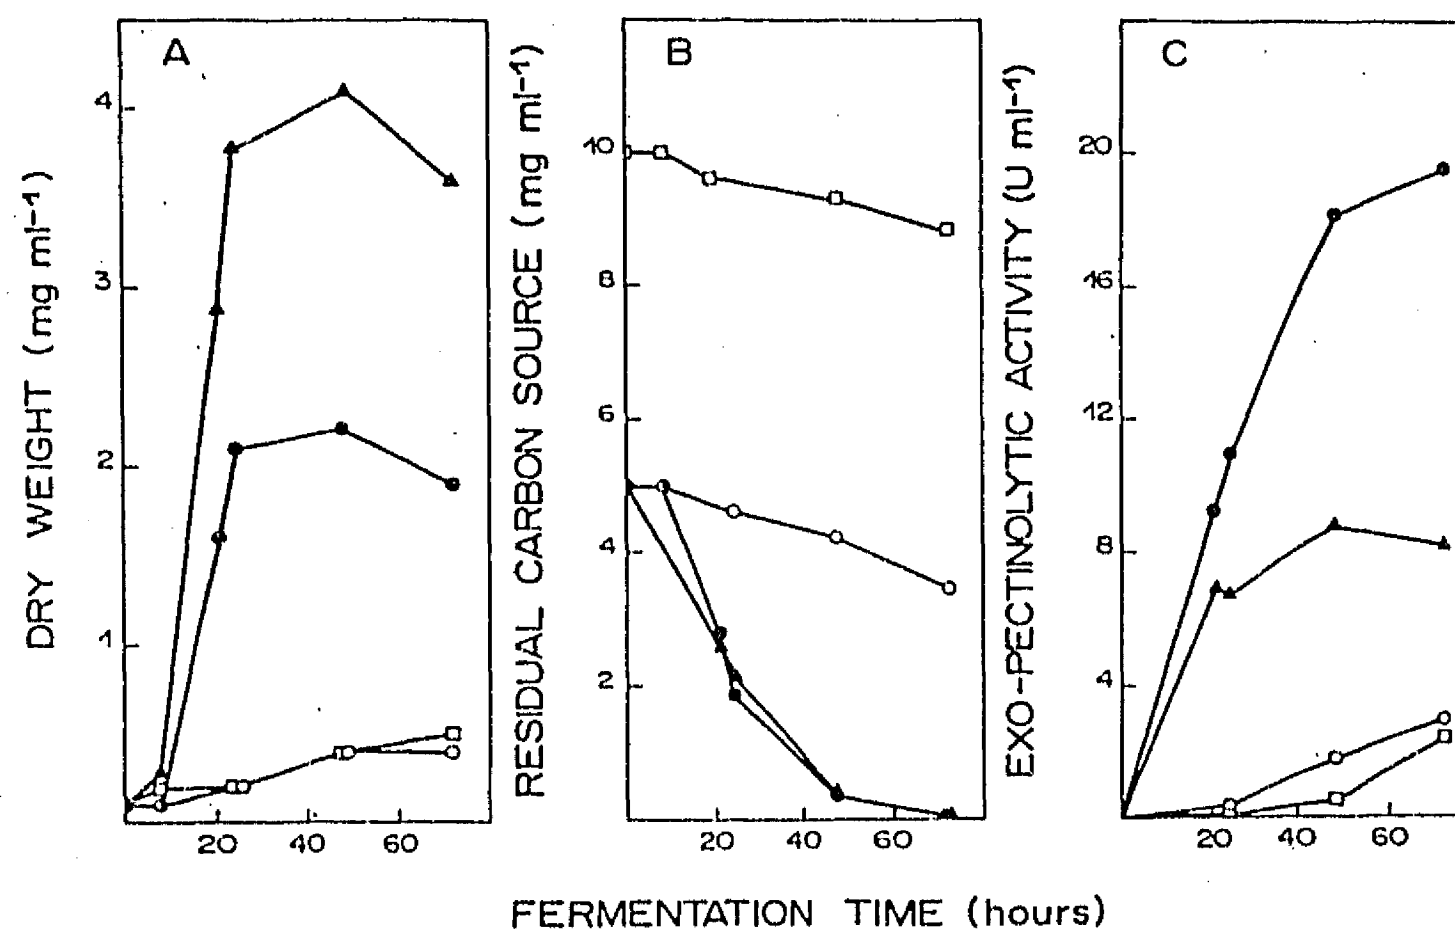 A
DRY WEIGHT (mg ml⁻¹)
4
3
2
1
20 40 60
B
RESIDUAL CARBON SOURCE (mg ml⁻¹)
10
8
6
4
2
20 40 60
C
EXO-PECTINOLYTIC ACTIVITY (U ml⁻¹)
20
16
12
8
4
20 40 60
FERMENTATION TIME (hours)